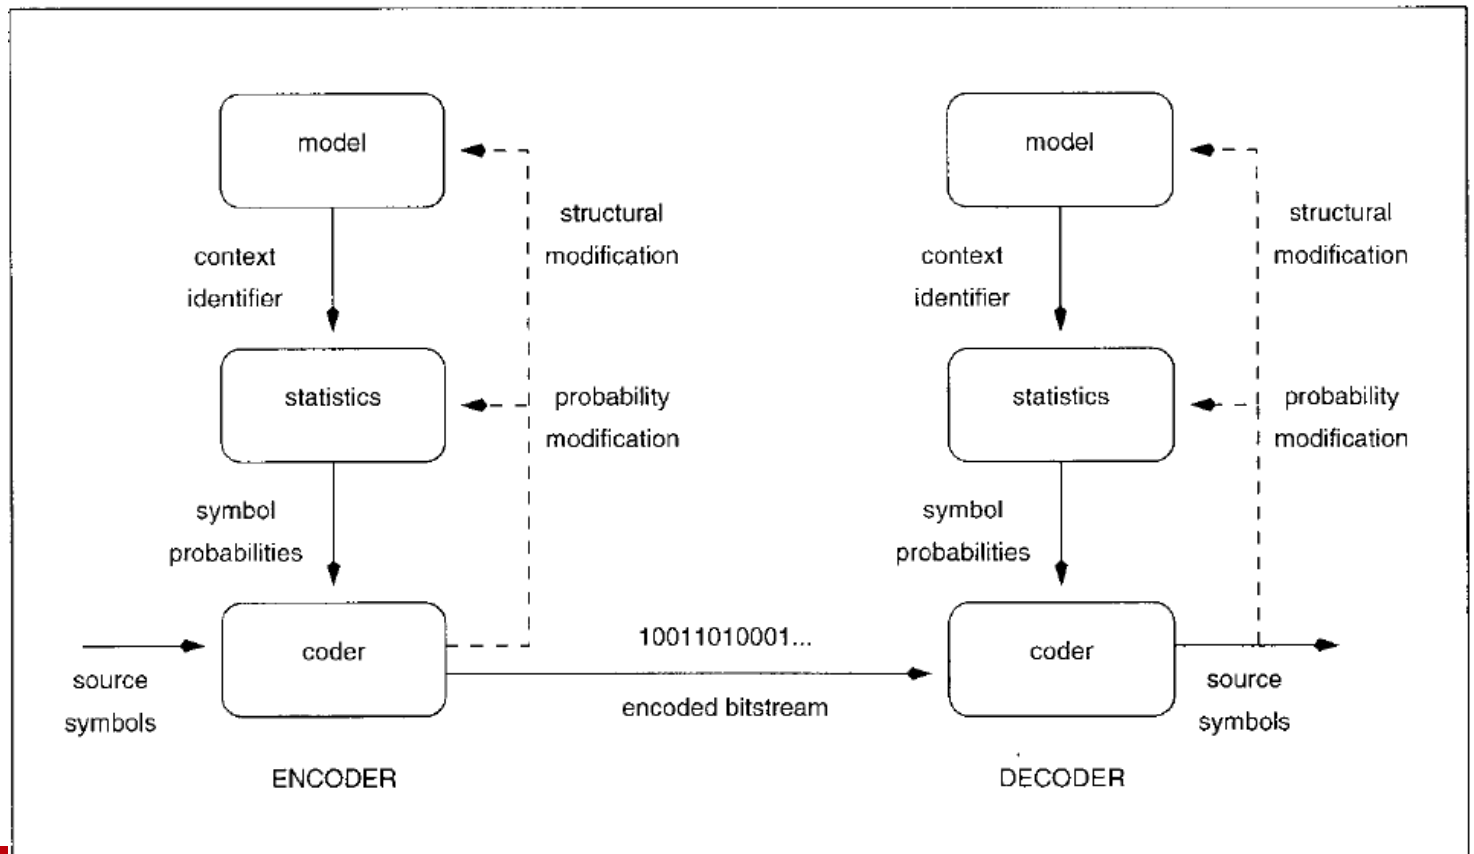 model
structural
modification
context
identifier
statistics
probability
modification
symbol
probabilities
coder
source
symbols
ENCODER
10011010001...
encoded bitstream
model
structural
modification
context
identifier
statistics
probability
modification
symbol
probabilities
coder
source
symbols
DECODER